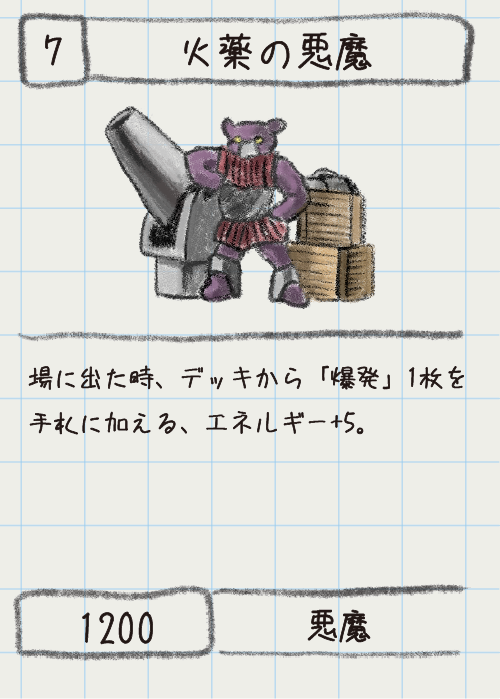 7
火薬の悪魔
場に出た時、デッキから「爆発」1枚を
手札に加える、エネルギー+5。
1200
悪魔